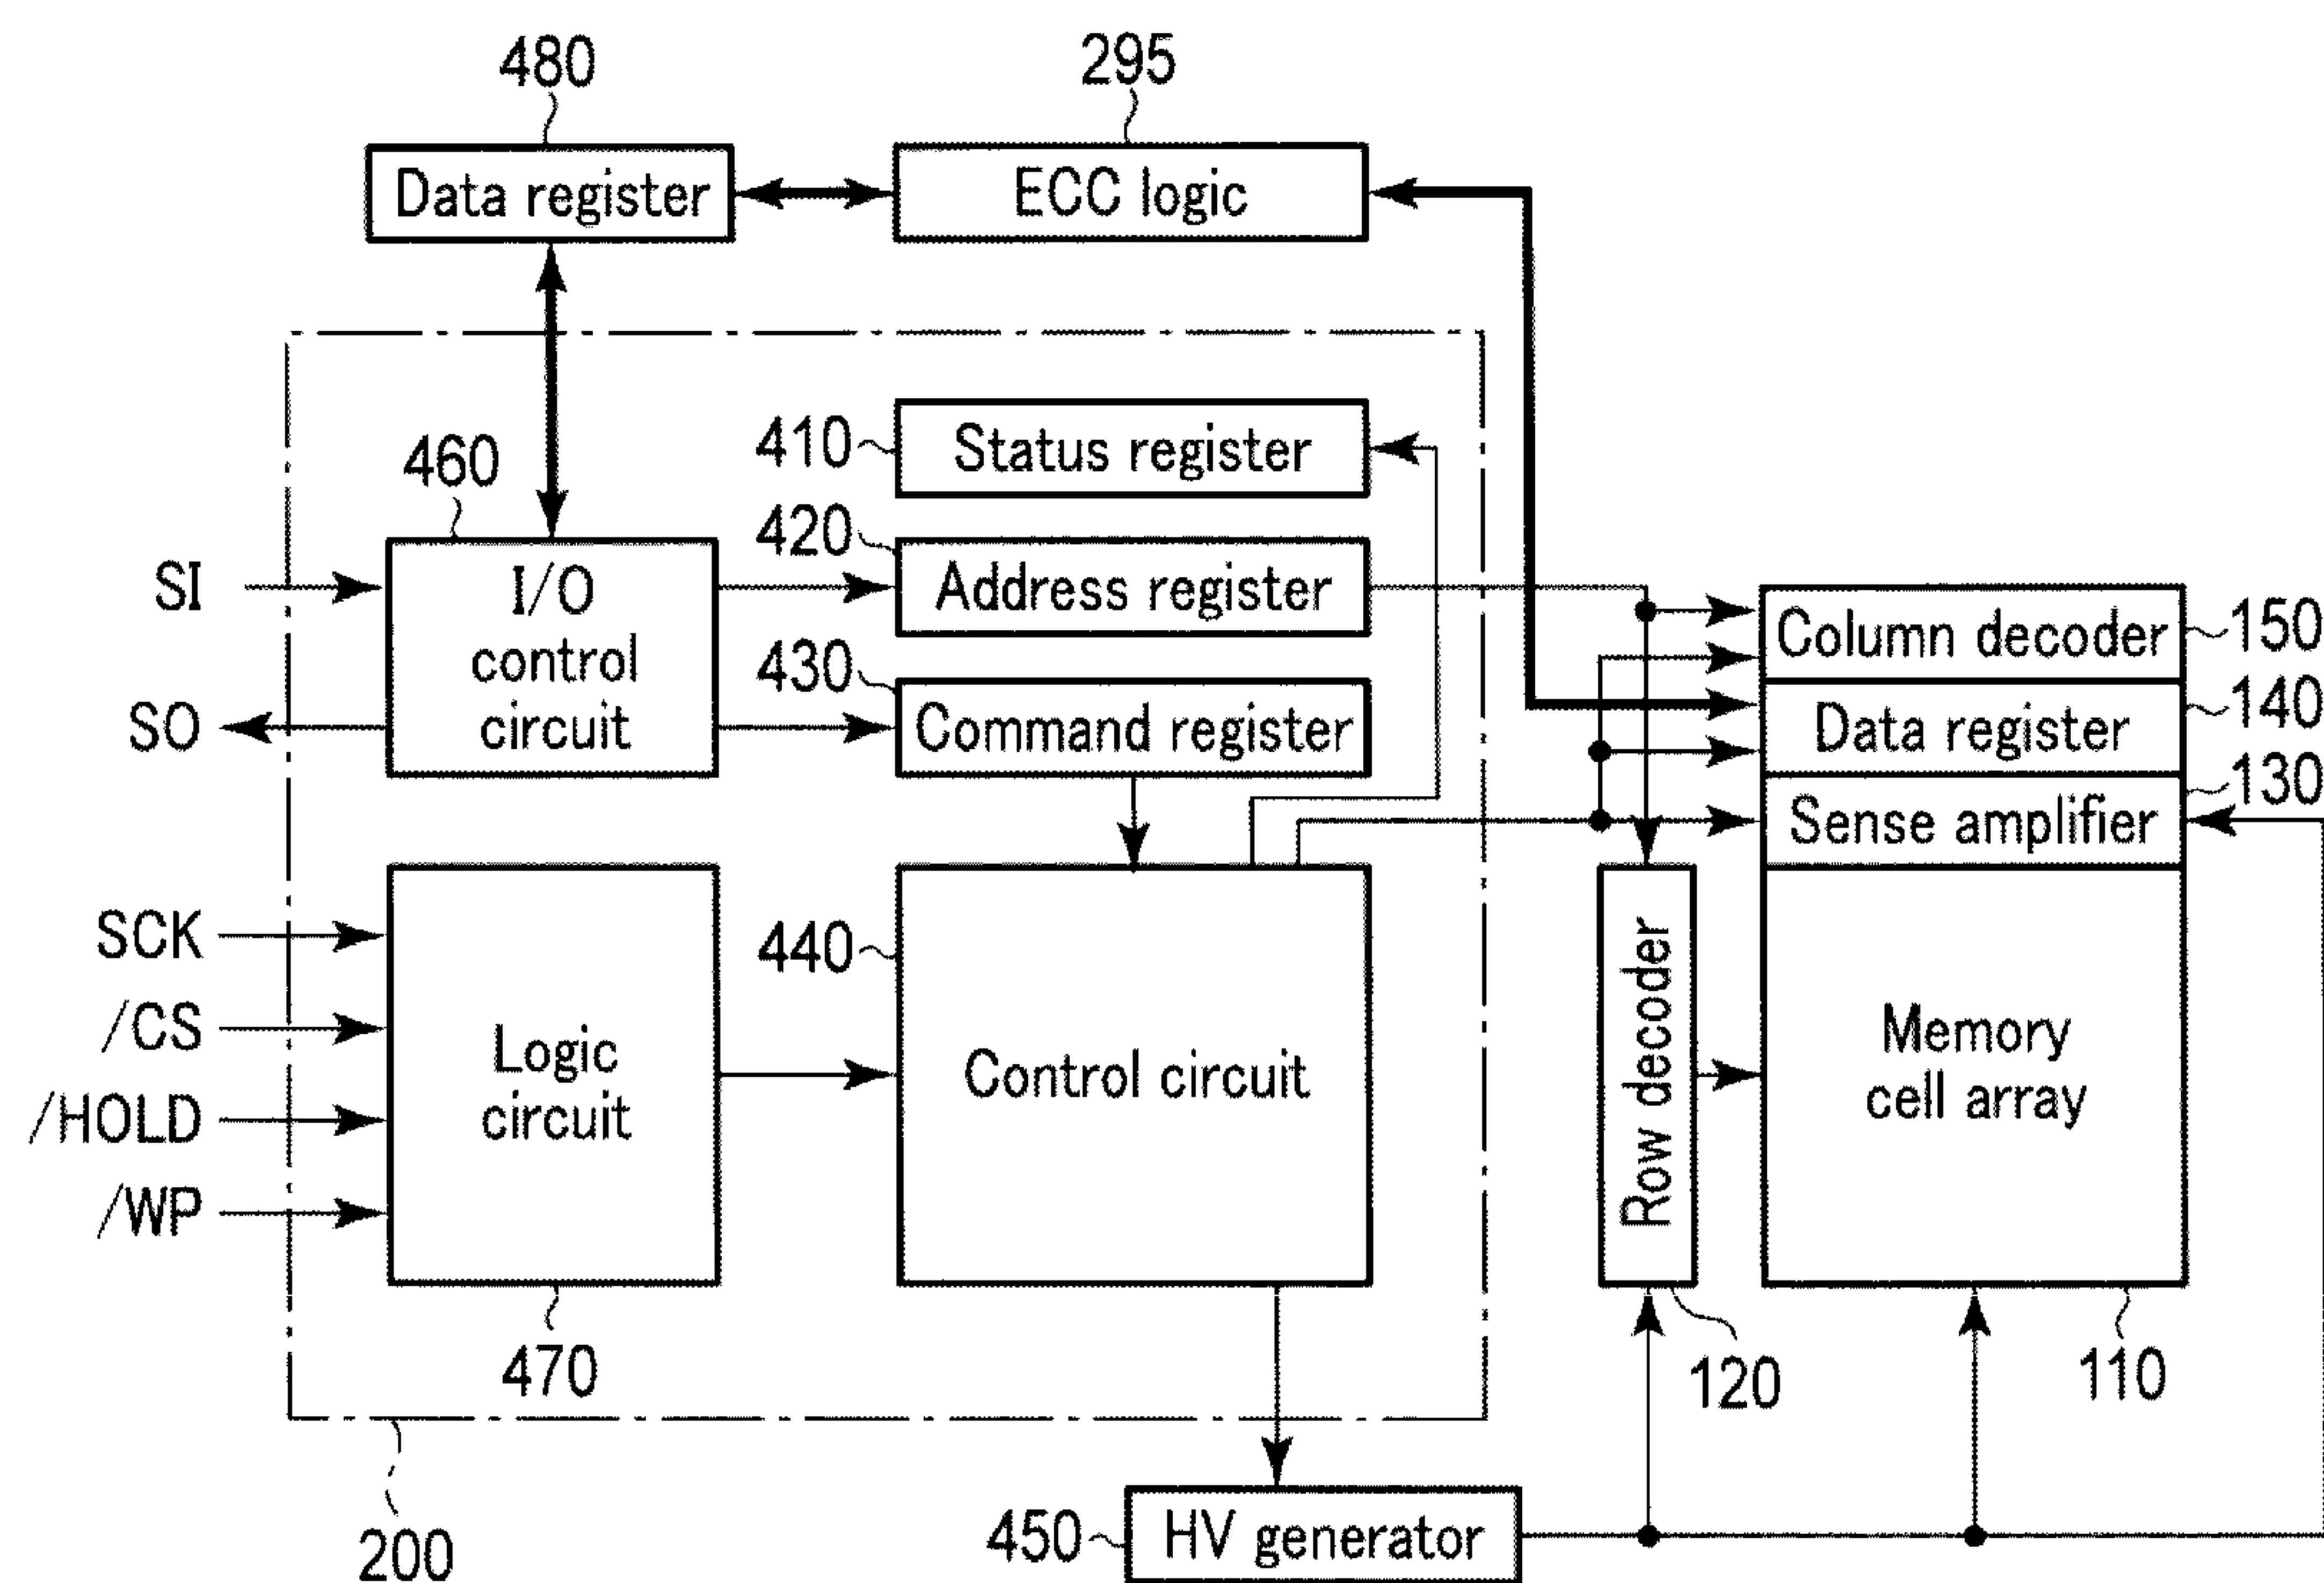 480
295
Data register
ECC logic
410
Status register
460
420
SI
I/O
control
circuit
Address register
430
SO
Command register
Column decoder
150
Data register
140
Sense amplifier
130
SCK
/CS
/HOLD
/WP
Logic
circuit
440
Control circuit
Row decoder
Memory
cell array
470
120
110
200
450
HV generator